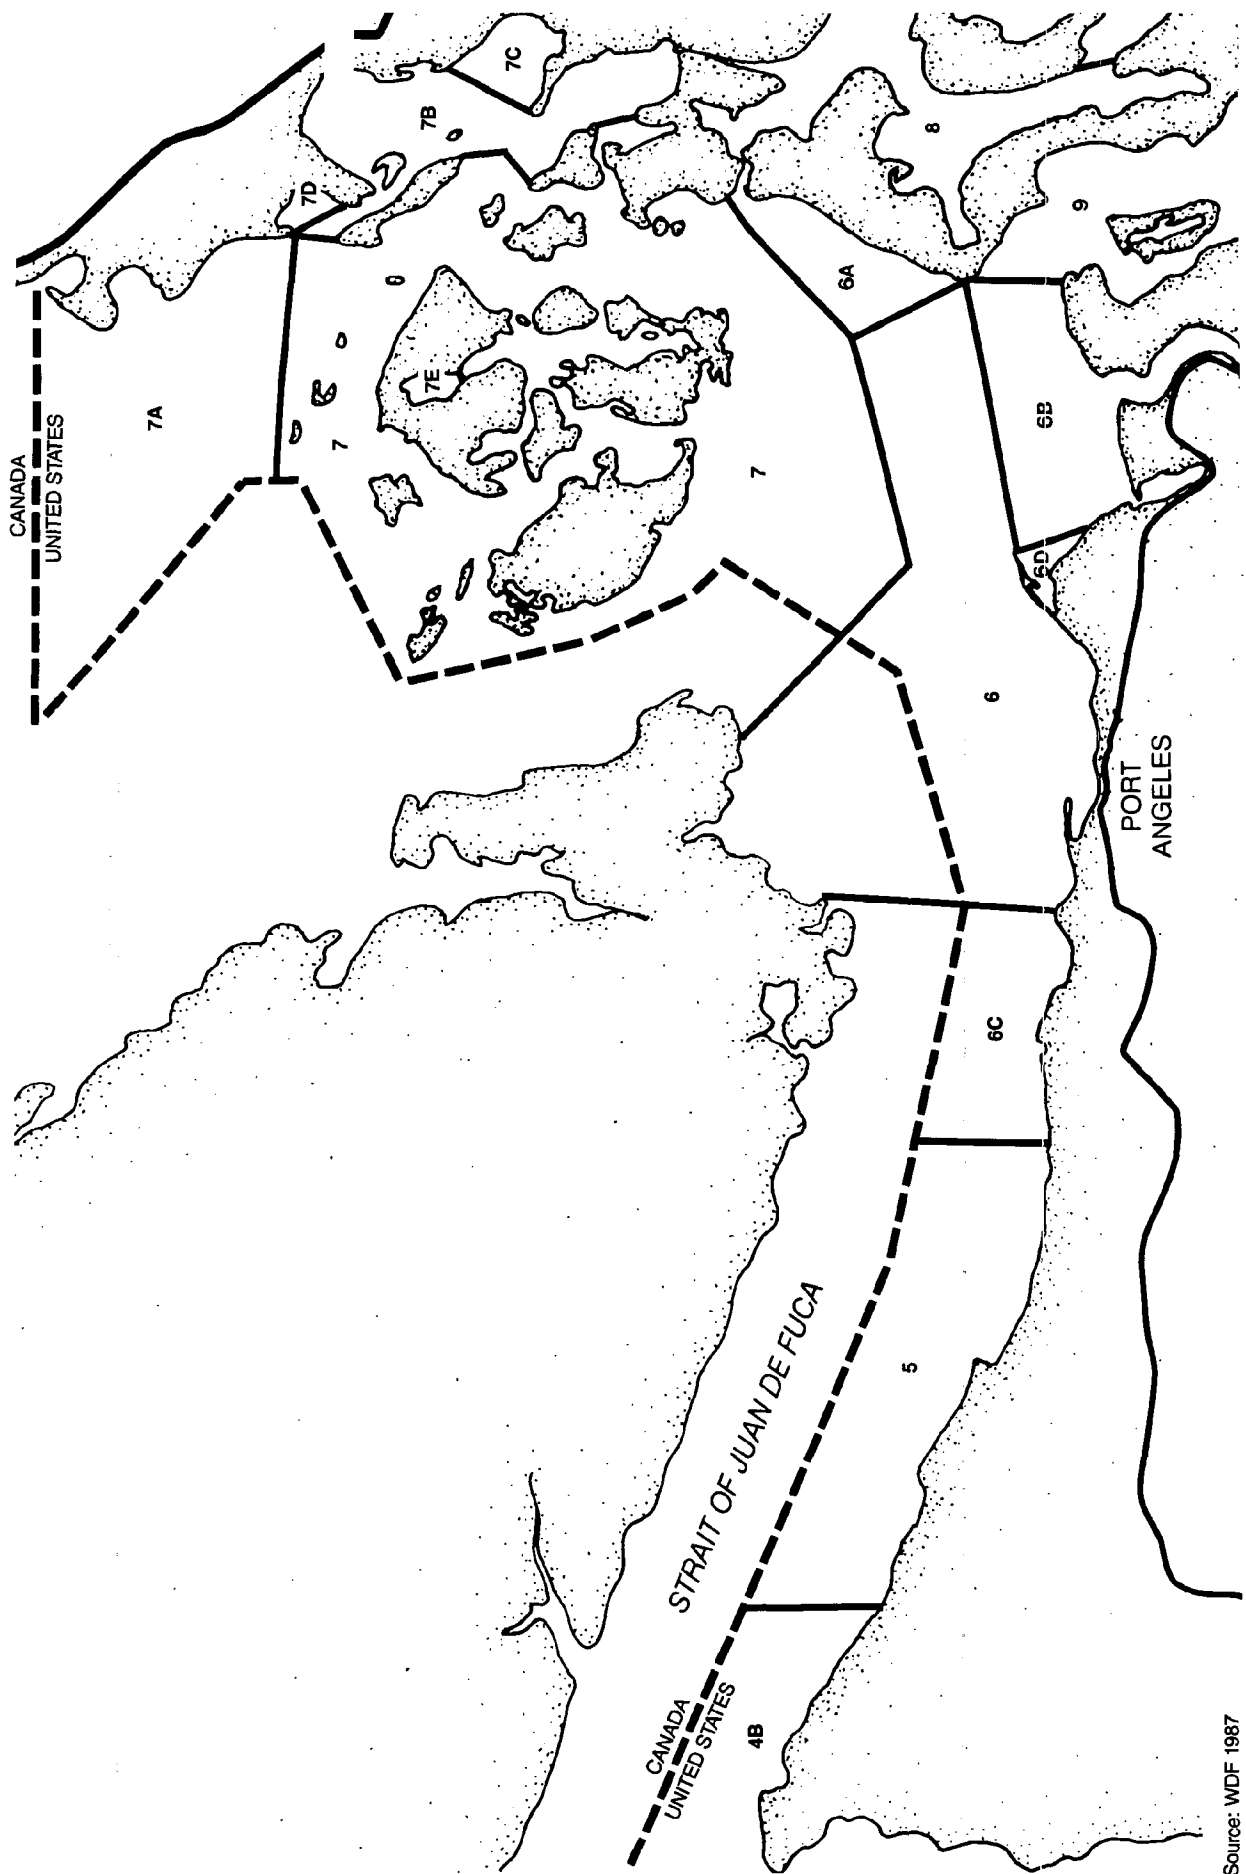 CANADA
UNITED STATES
7A
7D
7B
7C
7
7E
7
6A
8
9
6B
6D
6
6C
PORT
ANGELES
STRAIT OF JUAN DE FUCA
5
CANADA
UNITED STATES
4B
Source: WDF 1987